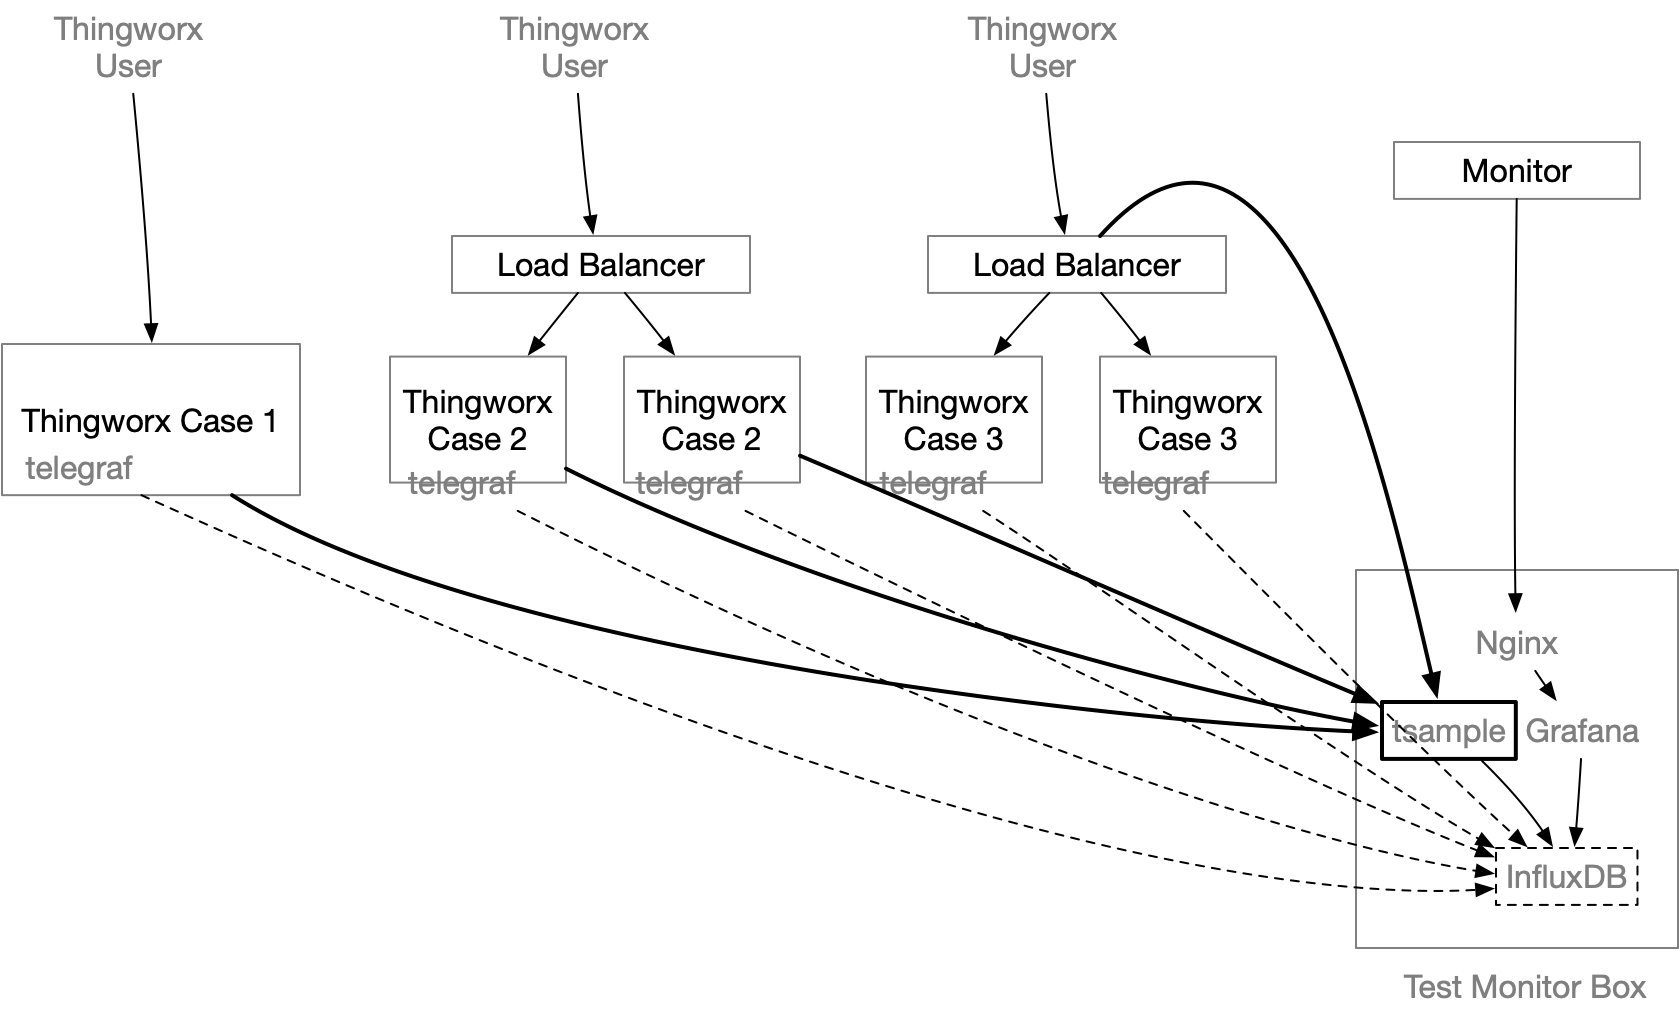 Thingworx
User
Thingworx
User
Thingworx
User
Monitor
Load Balancer
Load Balancer
Thingworx Case 1
telegraf
Thingworx
Case 2
telegraf
Thingworx
Case 2
telegraf
Thingworx
Case 3
telegraf
Thingworx
Case 3
telegraf
Nginx
tsample
Grafana
InfluxDB
Test Monitor Box